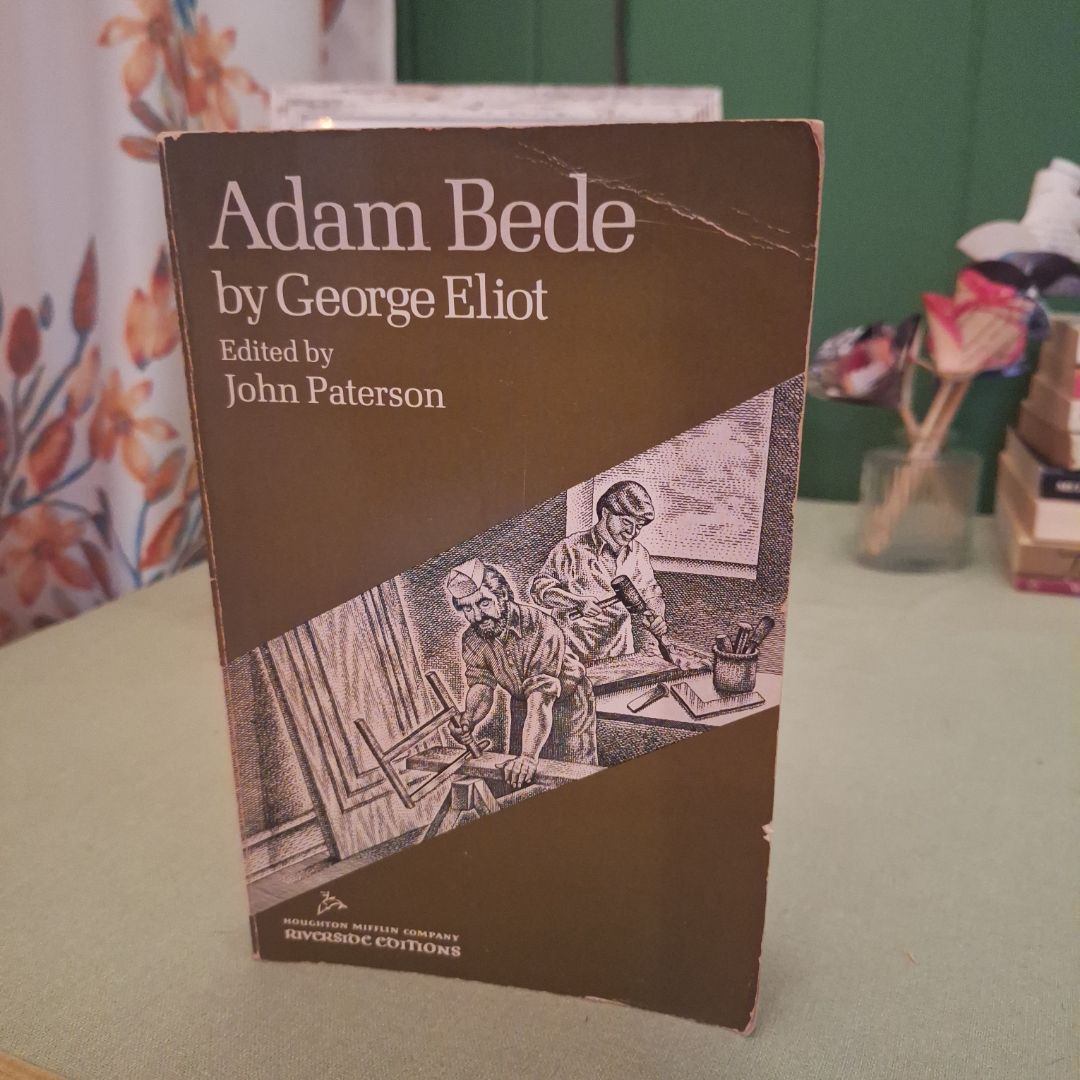 Adam Bede
by George Eliot
Edited by
John Paterson
HOUGHTON MIFFLIN COMPANY
RIVERSIDE EDITIONS